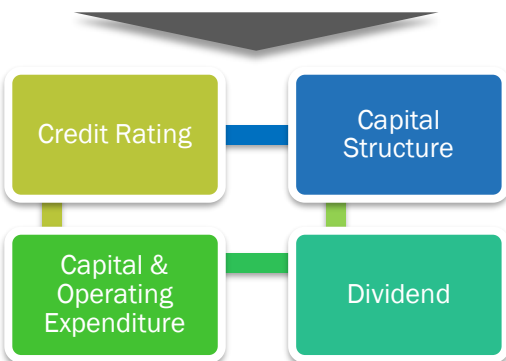 Credit Rating
Capital
Structure
Capital &
Operating
Expenditure
Dividend